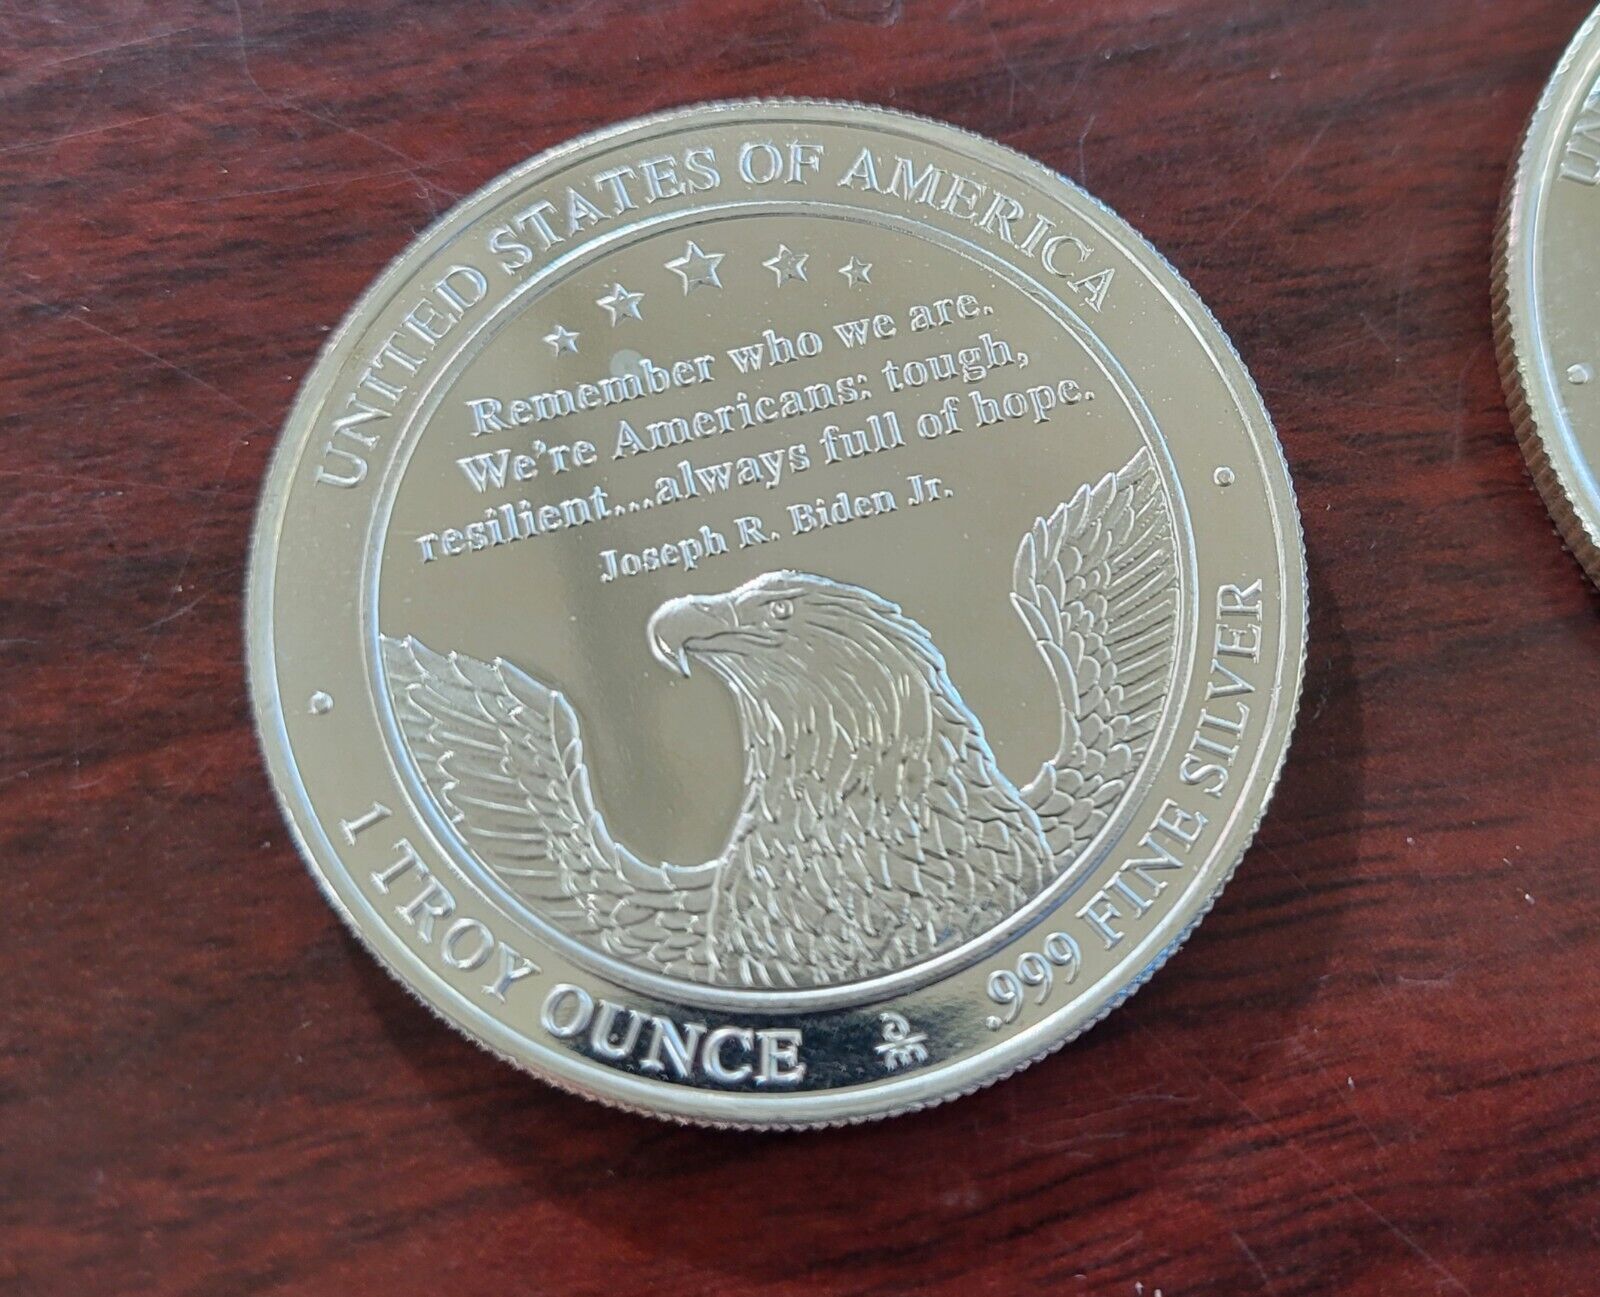 UNITED STATES OF AMERICA
Remember who we are.
We're Americans: tough,
resilient...always full of hope.
Joseph R. Biden Jr.
1 TROY OUNCE
.999 FINE SILVER
UN